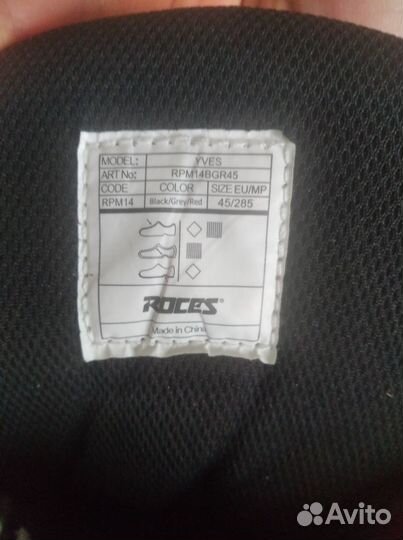 MODEL: YVES
ART No: RPM14BGR45
CODE COLOR SIZE EU/MP
RPM14 Black/Grey/Red 45/285
ROCES®
Made in China
Avito